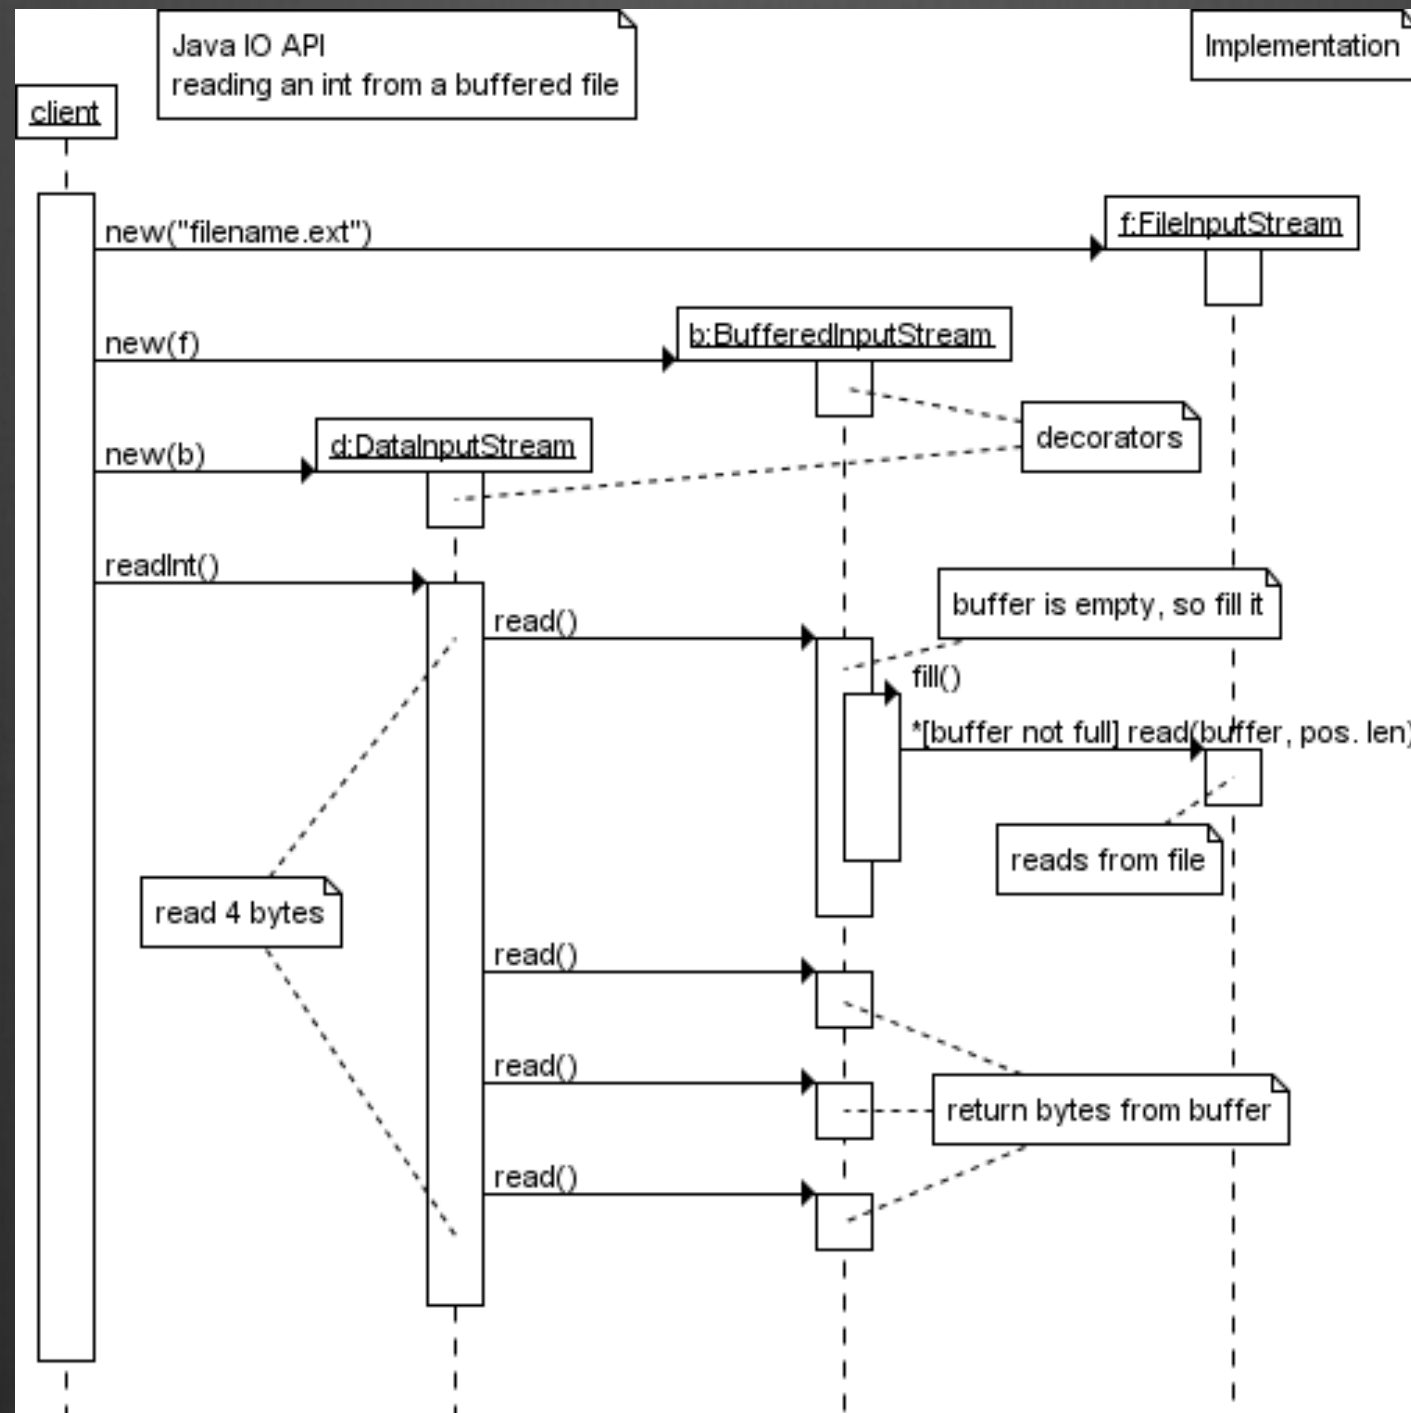 Java IO API
reading an int from a buffered file
Implementation
client
new("filename.ext")
f:FileInputStream
new(f)
b:BufferedInputStream
decorators
new(b)
d:DataInputStream
readInt()
buffer is empty, so fill it
read()
fill()
*[buffer not full] read(buffer, pos. len)
reads from file
read 4 bytes
read()
read()
return bytes from buffer
read()